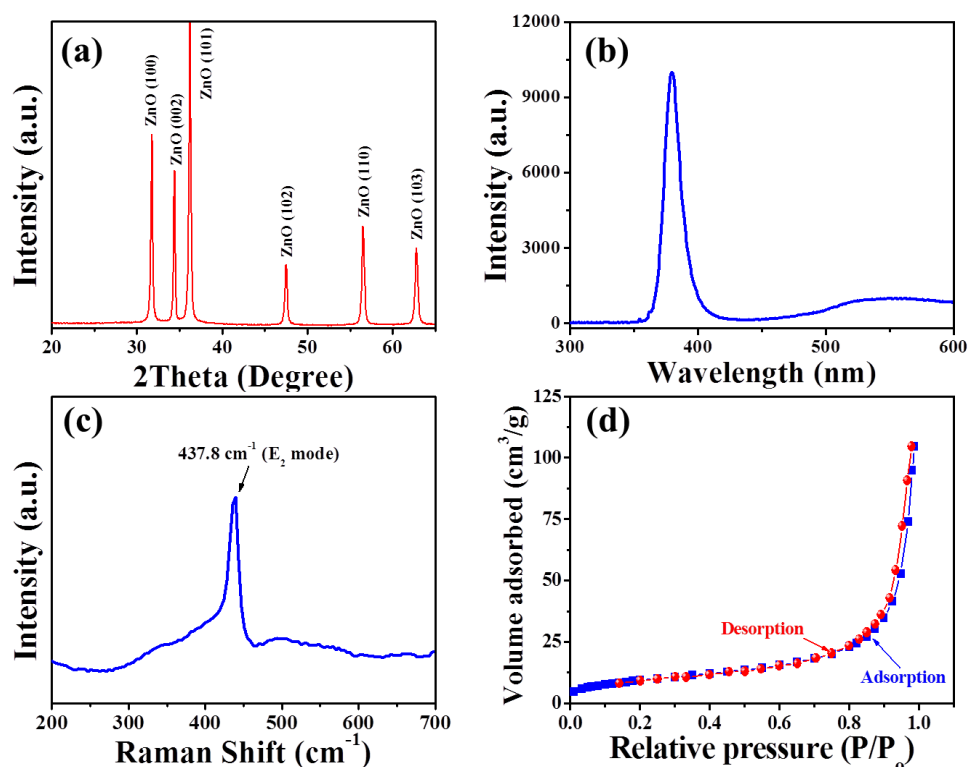 (a)
ZnO (100)
ZnO (002)
ZnO (101)
ZnO (102)
ZnO (110)
ZnO (103)
Intensity (a.u.)
20 30 40 50 60
2Theta (Degree)
(b)
12000
9000
6000
3000
0
Intensity (a.u.)
300 400 500 600
Wavelength (nm)
(c)
437.8 cm⁻¹ (E₂ mode)
Intensity (a.u.)
200 300 400 500 600 700
Raman Shift (cm⁻¹)
(d)
125
100
75
50
25
0
Volume adsorbed (cm³/g)
Desorption
Adsorption
0.0 0.2 0.4 0.6 0.8 1.0
Relative pressure (P/P₀)